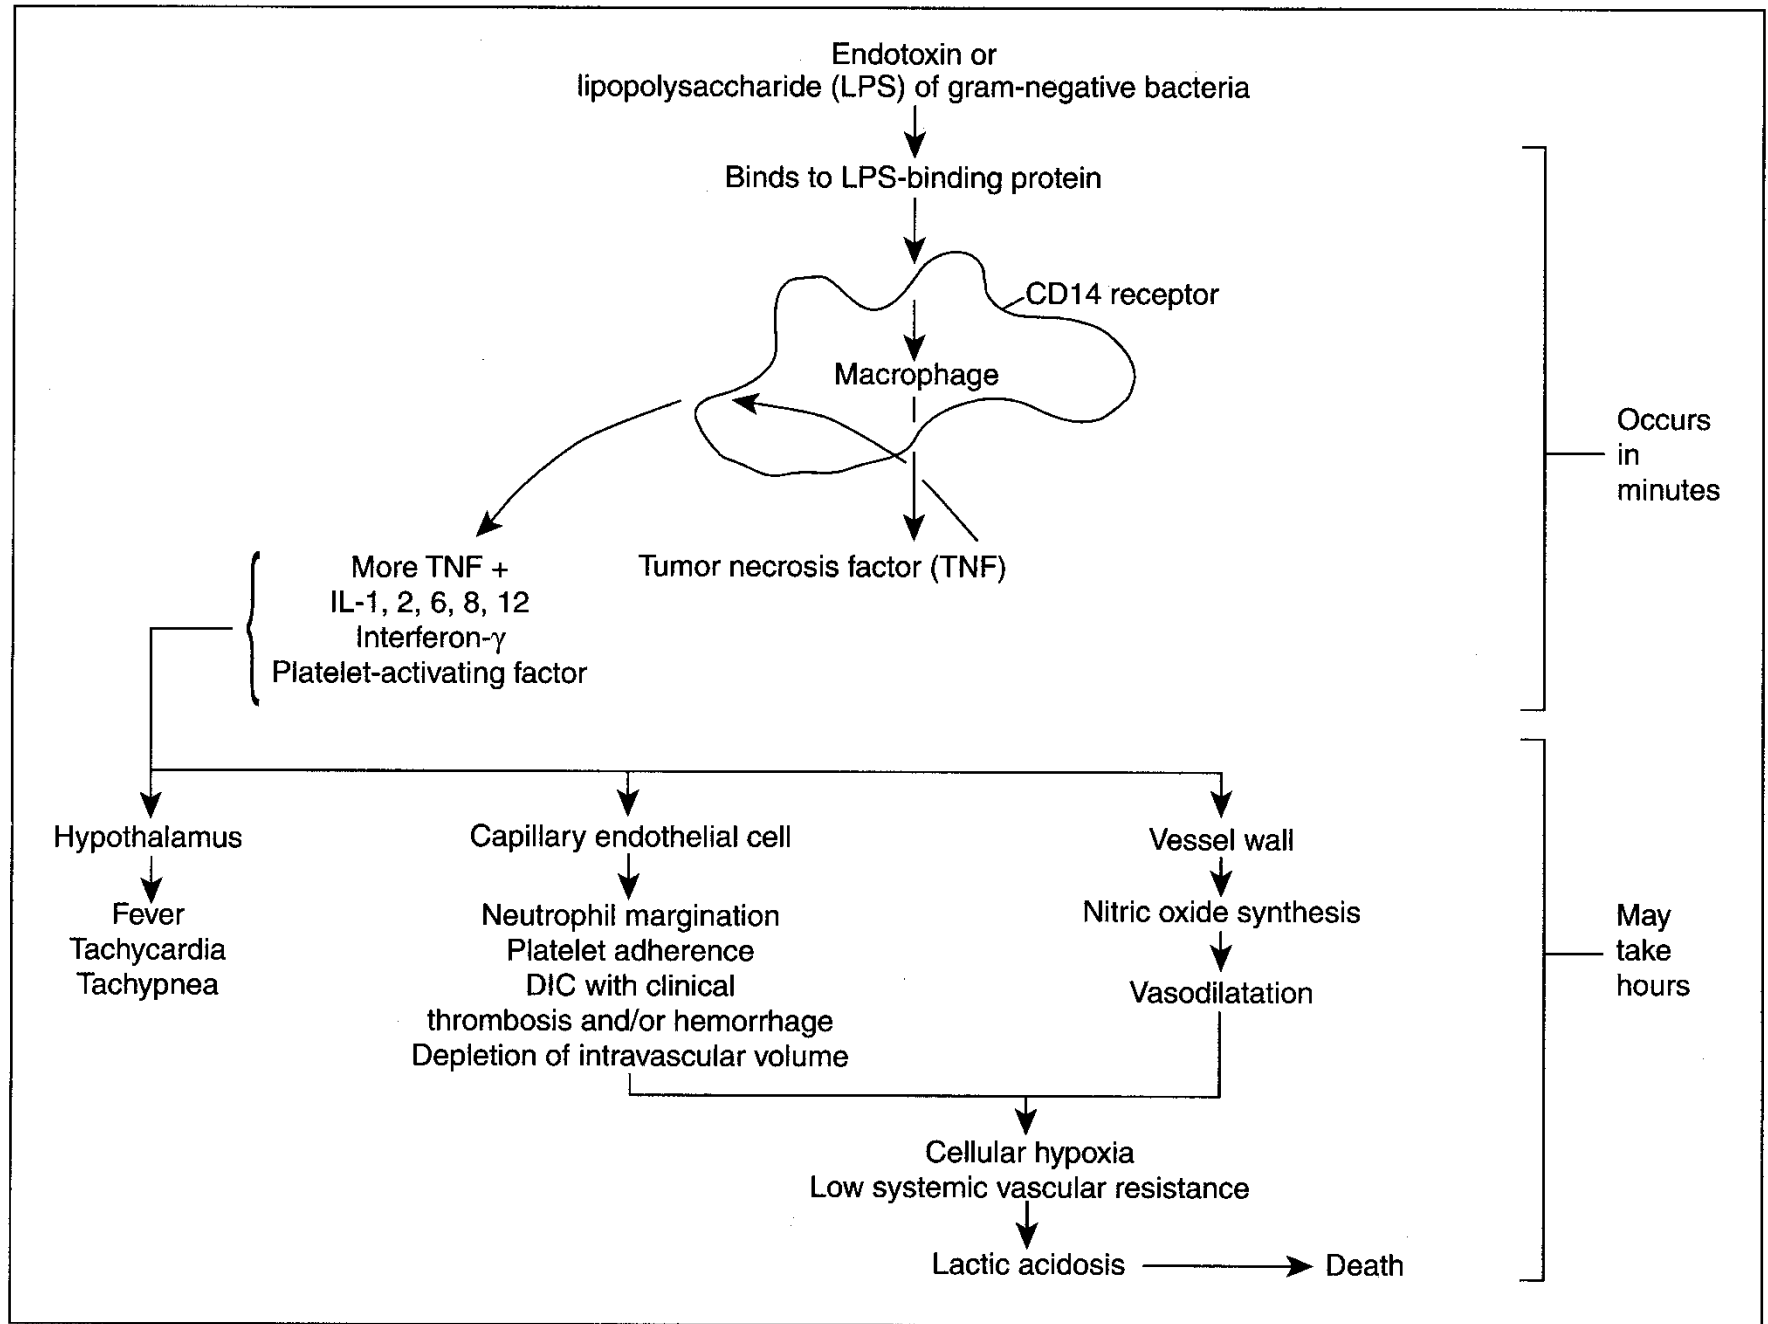 Endotoxin or
lipopolysaccharide (LPS) of gram-negative bacteria
Binds to LPS-binding protein
CD14 receptor
Macrophage
Occurs
in
minutes
More TNF +
IL-1, 2, 6, 8, 12
Interferon-γ
Platelet-activating factor
Tumor necrosis factor (TNF)
Hypothalamus
Fever
Tachycardia
Tachypnea
Capillary endothelial cell
Neutrophil margination
Platelet adherence
DIC with clinical
thrombosis and/or hemorrhage
Depletion of intravascular volume
Vessel wall
Nitric oxide synthesis
Vasodilatation
May
take
hours
Cellular hypoxia
Low systemic vascular resistance
Lactic acidosis
Death